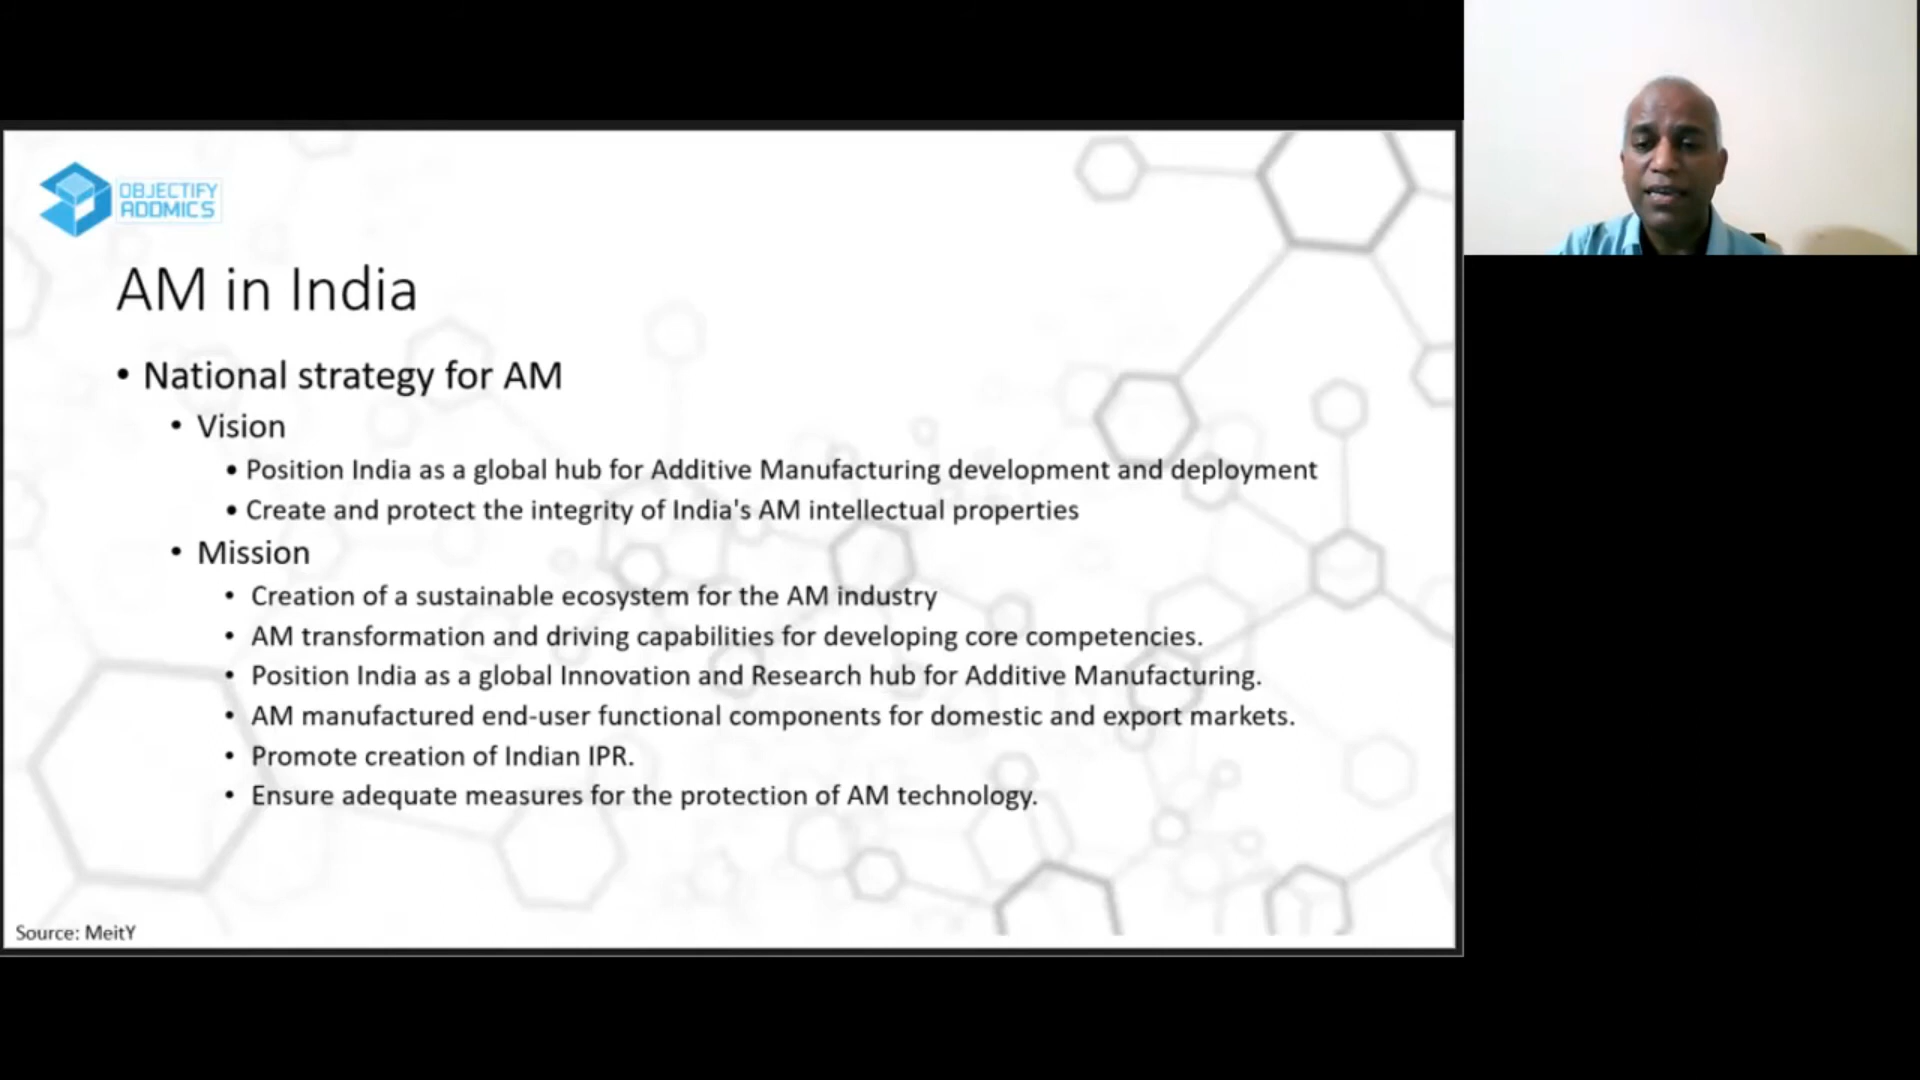 OBJECTIFY
ADDMICS
AM in India
• National strategy for AM
• Vision
• Position India as a global hub for Additive Manufacturing development and deployment
• Create and protect the integrity of India's AM intellectual properties
• Mission
• Creation of a sustainable ecosystem for the AM industry
• AM transformation and driving capabilities for developing core competencies.
• Position India as a global Innovation and Research hub for Additive Manufacturing.
• AM manufactured end-user functional components for domestic and export markets.
• Promote creation of Indian IPR.
• Ensure adequate measures for the protection of AM technology.
Source: MeitY